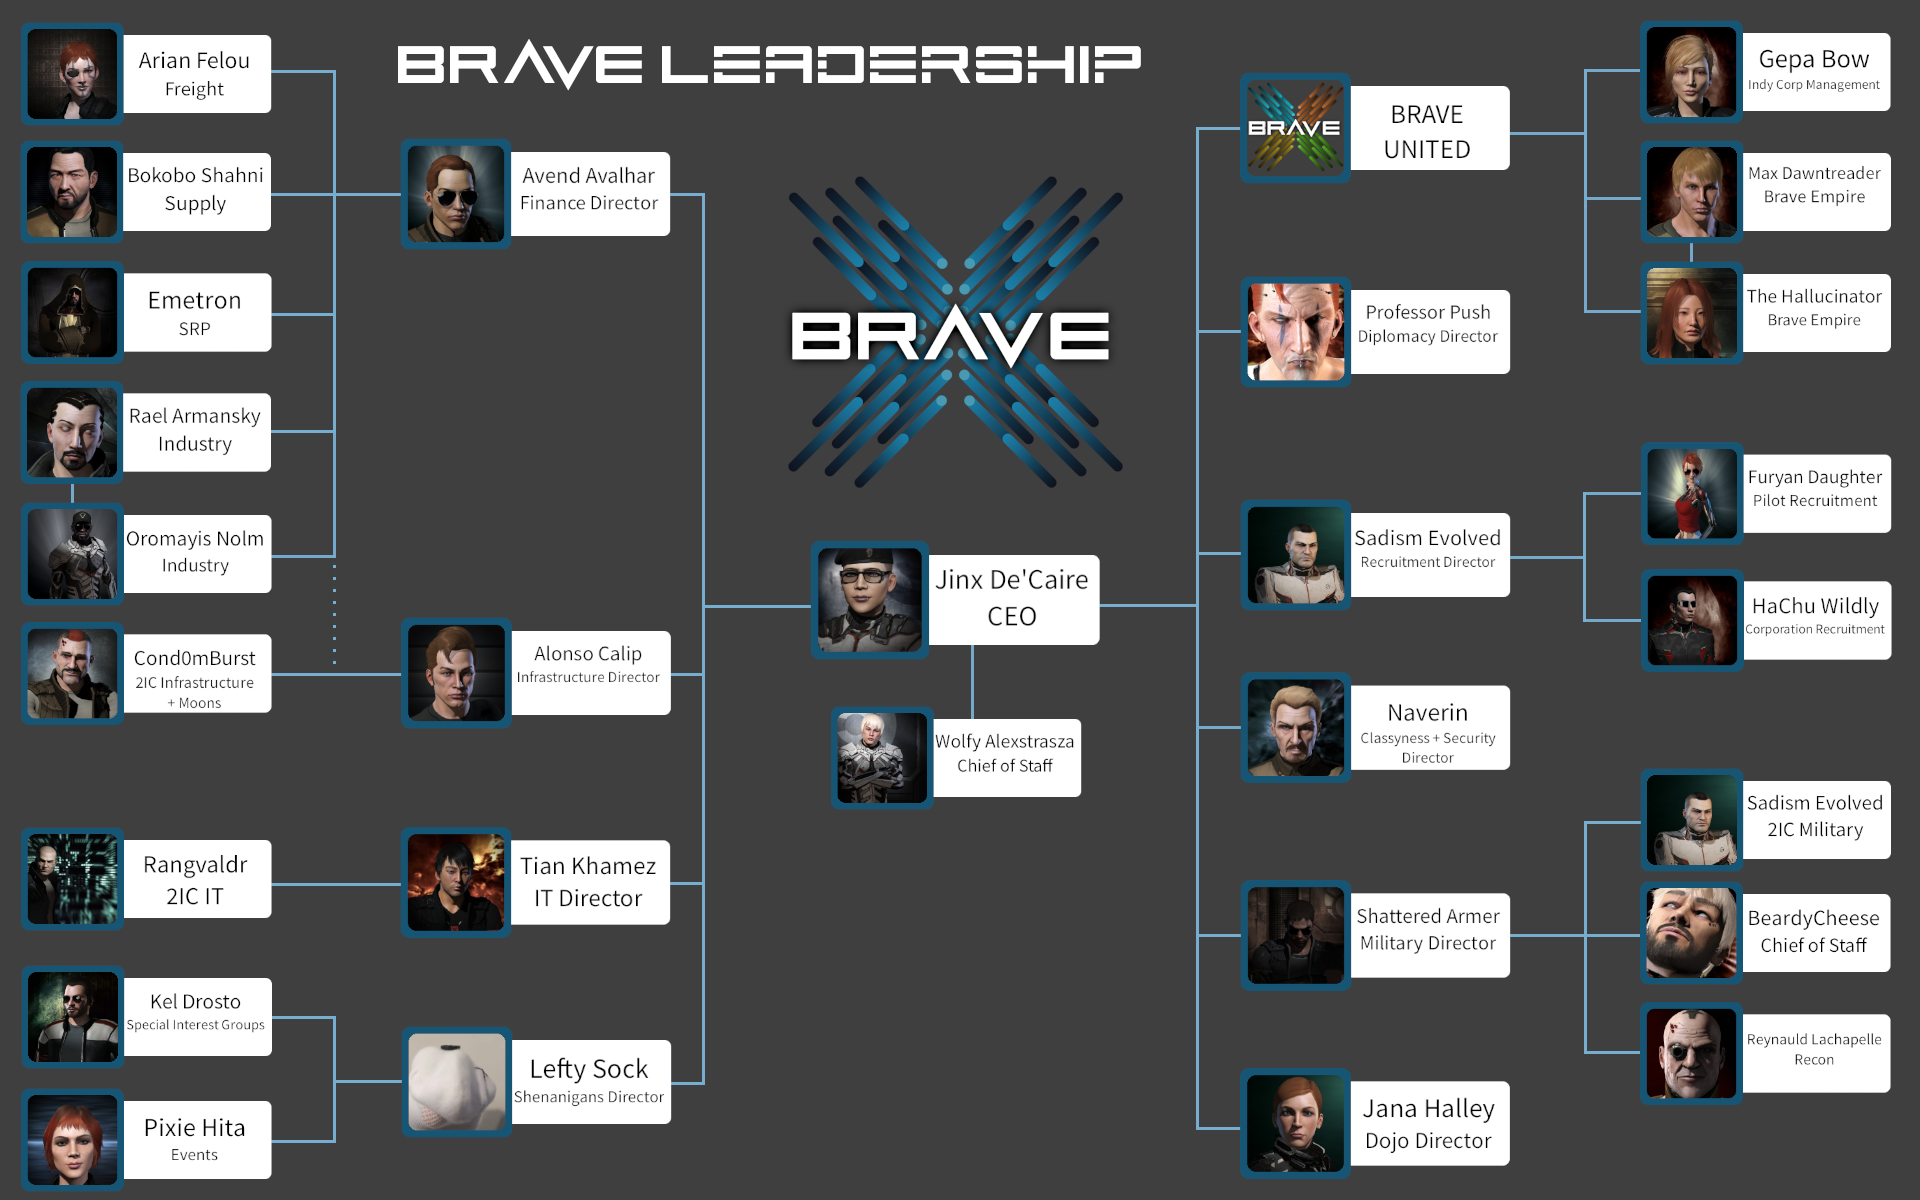 BRAVE LEADERSHIP
Arian Felou
Freight
Bokobo Shahni
Supply
Emetron
SRP
Rael Armansky
Industry
Oromayis Nolm
Industry
Cond0mBurst
2IC Infrastructure
+ Moons
Rangvaldr
2IC IT
Kel Drosto
Special Interest Groups
Pixie Hita
Events
Avend Avalhar
Finance Director
Alonso Calip
Infrastructure Director
Tian Khamez
IT Director
Lefty Sock
Shenanigans Director
BRAVE
Jinx De'Caire
CEO
Wolfy Alexstrasza
Chief of Staff
BRAVE
BRAVE
UNITED
Professor Push
Diplomacy Director
Sadism Evolved
Recruitment Director
Naverin
Classyness + Security
Director
Shattered Armer
Military Director
Jana Halley
Dojo Director
Gepa Bow
Indy Corp Management
Max Dawntreader
Brave Empire
The Hallucinator
Brave Empire
Furyan Daughter
Pilot Recruitment
HaChu Wildly
Corporation Recruitment
Sadism Evolved
2IC Military
BeardyCheese
Chief of Staff
Reynauld Lachapelle
Recon